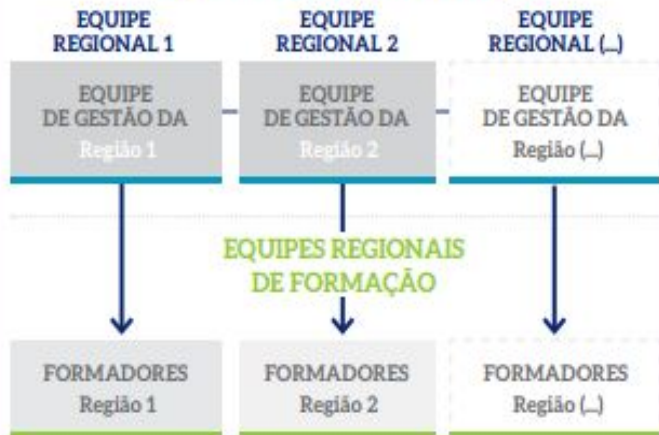 EQUIPE
REGIONAL 1
EQUIPE
REGIONAL 2
EQUIPE
REGIONAL (...)
EQUIPE
DE GESTÃO DA
Região 1
EQUIPE
DE GESTÃO DA
Região 2
EQUIPE
DE GESTÃO DA
Região (...)
EQUIPES REGIONAIS
DE FORMAÇÃO
FORMADORES
Região 1
FORMADORES
Região 2
FORMADORES
Região (...)